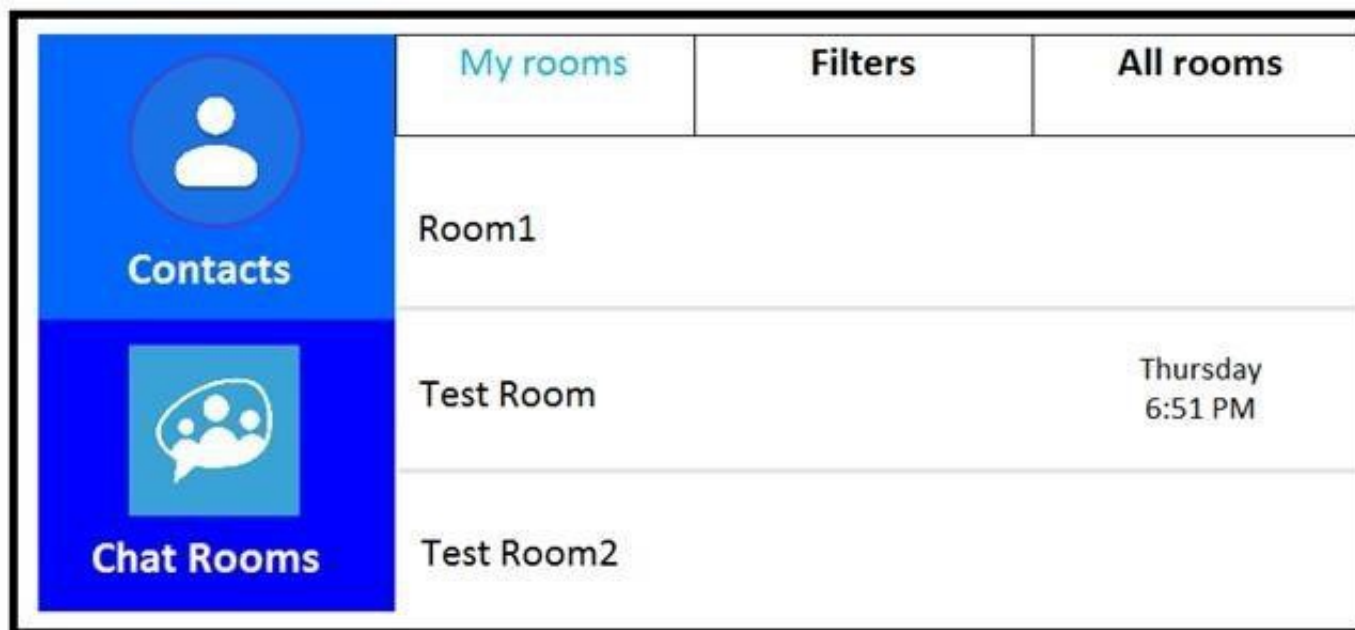 My rooms
Filters
All rooms
Contacts
Room1
Test Room
Thursday
6:51 PM
Chat Rooms
Test Room2